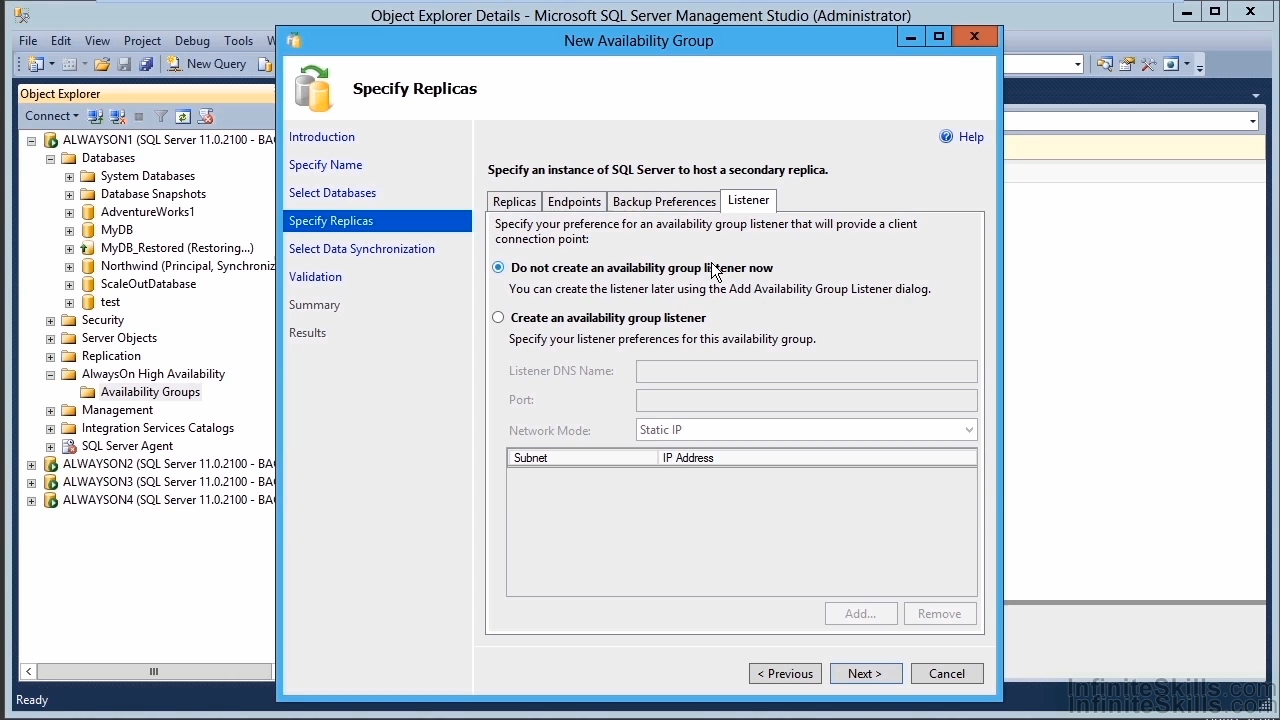 Object Explorer Details - Microsoft SQL Server Management Studio (Administrator)
File Edit View Project Debug Tools
New Query
Object Explorer
Connect
ALWAYSON1 (SQL Server 11.0.2100 - BAC
Databases
System Databases
Database Snapshots
AdventureWorks1
MyDB
MyDB_Restored (Restoring...)
Northwind (Principal, Synchroniz
ScaleOutDatabase
test
Security
Server Objects
Replication
AlwaysOn High Availability
Availability Groups
Management
Integration Services Catalogs
SQL Server Agent
ALWAYSON2 (SQL Server 11.0.2100 - BAC
ALWAYSON3 (SQL Server 11.0.2100 - BAC
ALWAYSON4 (SQL Server 11.0.2100 - BAC
Ready
New Availability Group
Specify Replicas
Introduction
Specify Name
Select Databases
Specify Replicas
Select Data Synchronization
Validation
Summary
Results
Help
Specify an instance of SQL Server to host a secondary replica.
Replicas Endpoints Backup Preferences Listener
Specify your preference for an availability group listener that will provide a client
connection point:
Do not create an availability group listener now
You can create the listener later using the Add Availability Group Listener dialog.
Create an availability group listener
Specify your listener preferences for this availability group.
Listener DNS Name:
Port:
Network Mode: Static IP
Subnet IP Address
Add... Remove
< Previous Next > Cancel
InfiniteSkills.com
InfiniteSkills.com